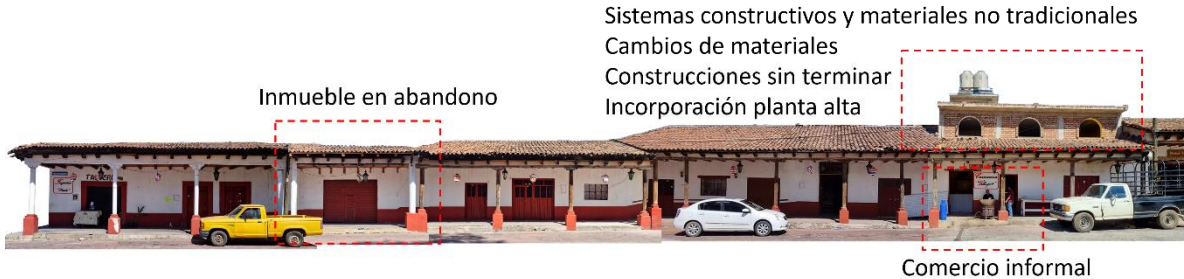 Sistemas constructivos y materiales no tradicionales
Cambios de materiales
Construcciones sin terminar
Incorporación planta alta
Inmueble en abandono
Comercio informal